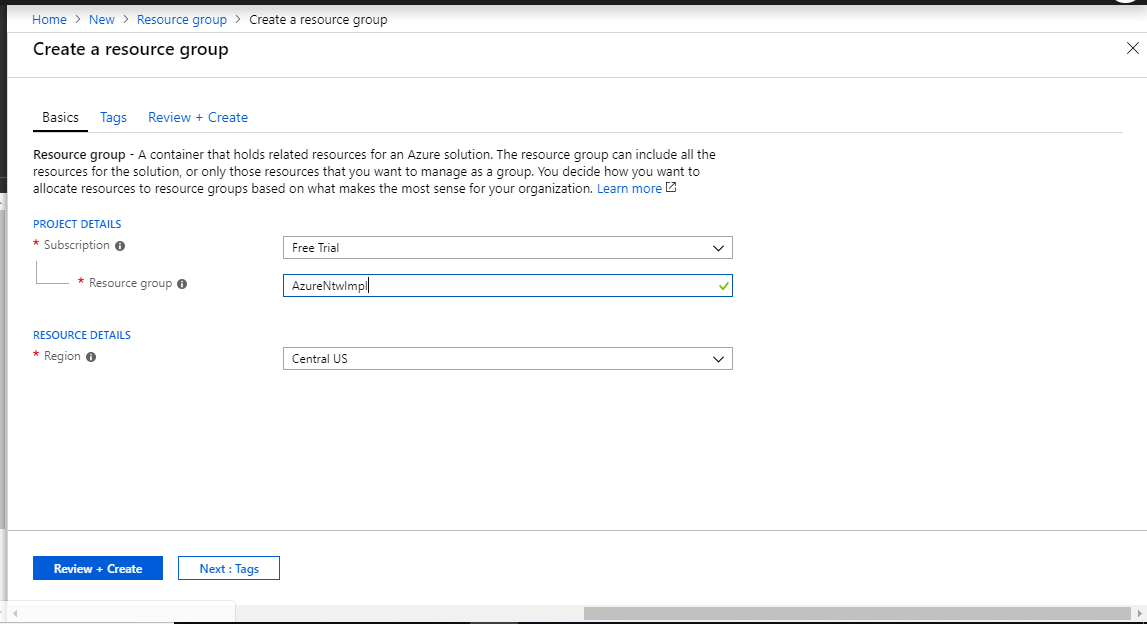 Home > New > Resource group > Create a resource group
Create a resource group
Basics Tags Review + Create
Resource group - A container that holds related resources for an Azure solution. The resource group can include all the
resources for the solution, or only those resources that you want to manage as a group. You decide how you want to
allocate resources to resource groups based on what makes the most sense for your organization. Learn more
PROJECT DETAILS
* Subscription Free Trial
* Resource group AzureNtwImpl
RESOURCE DETAILS
* Region Central US
Review + Create Next : Tags